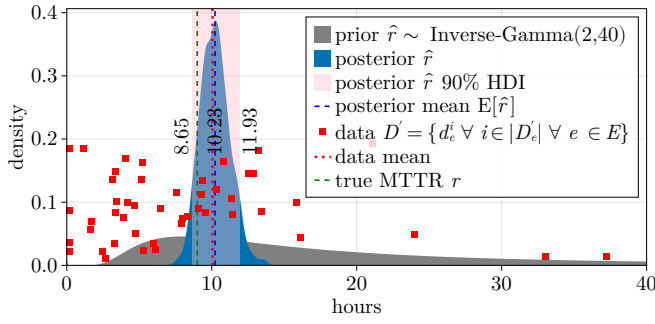 density
0.4
0.3
0.2
0.1
0.0
8.65
10.23
11.93
prior r̂ ∼ Inverse-Gamma(2,40)
posterior r̂
posterior r̂ 90% HDI
posterior mean E[r̂]
data D′ = {dᵢₑ ∀ i ∈ |D′ₑ| ∀ e ∈ E}
data mean
true MTTR r
0
10
20
30
40
hours